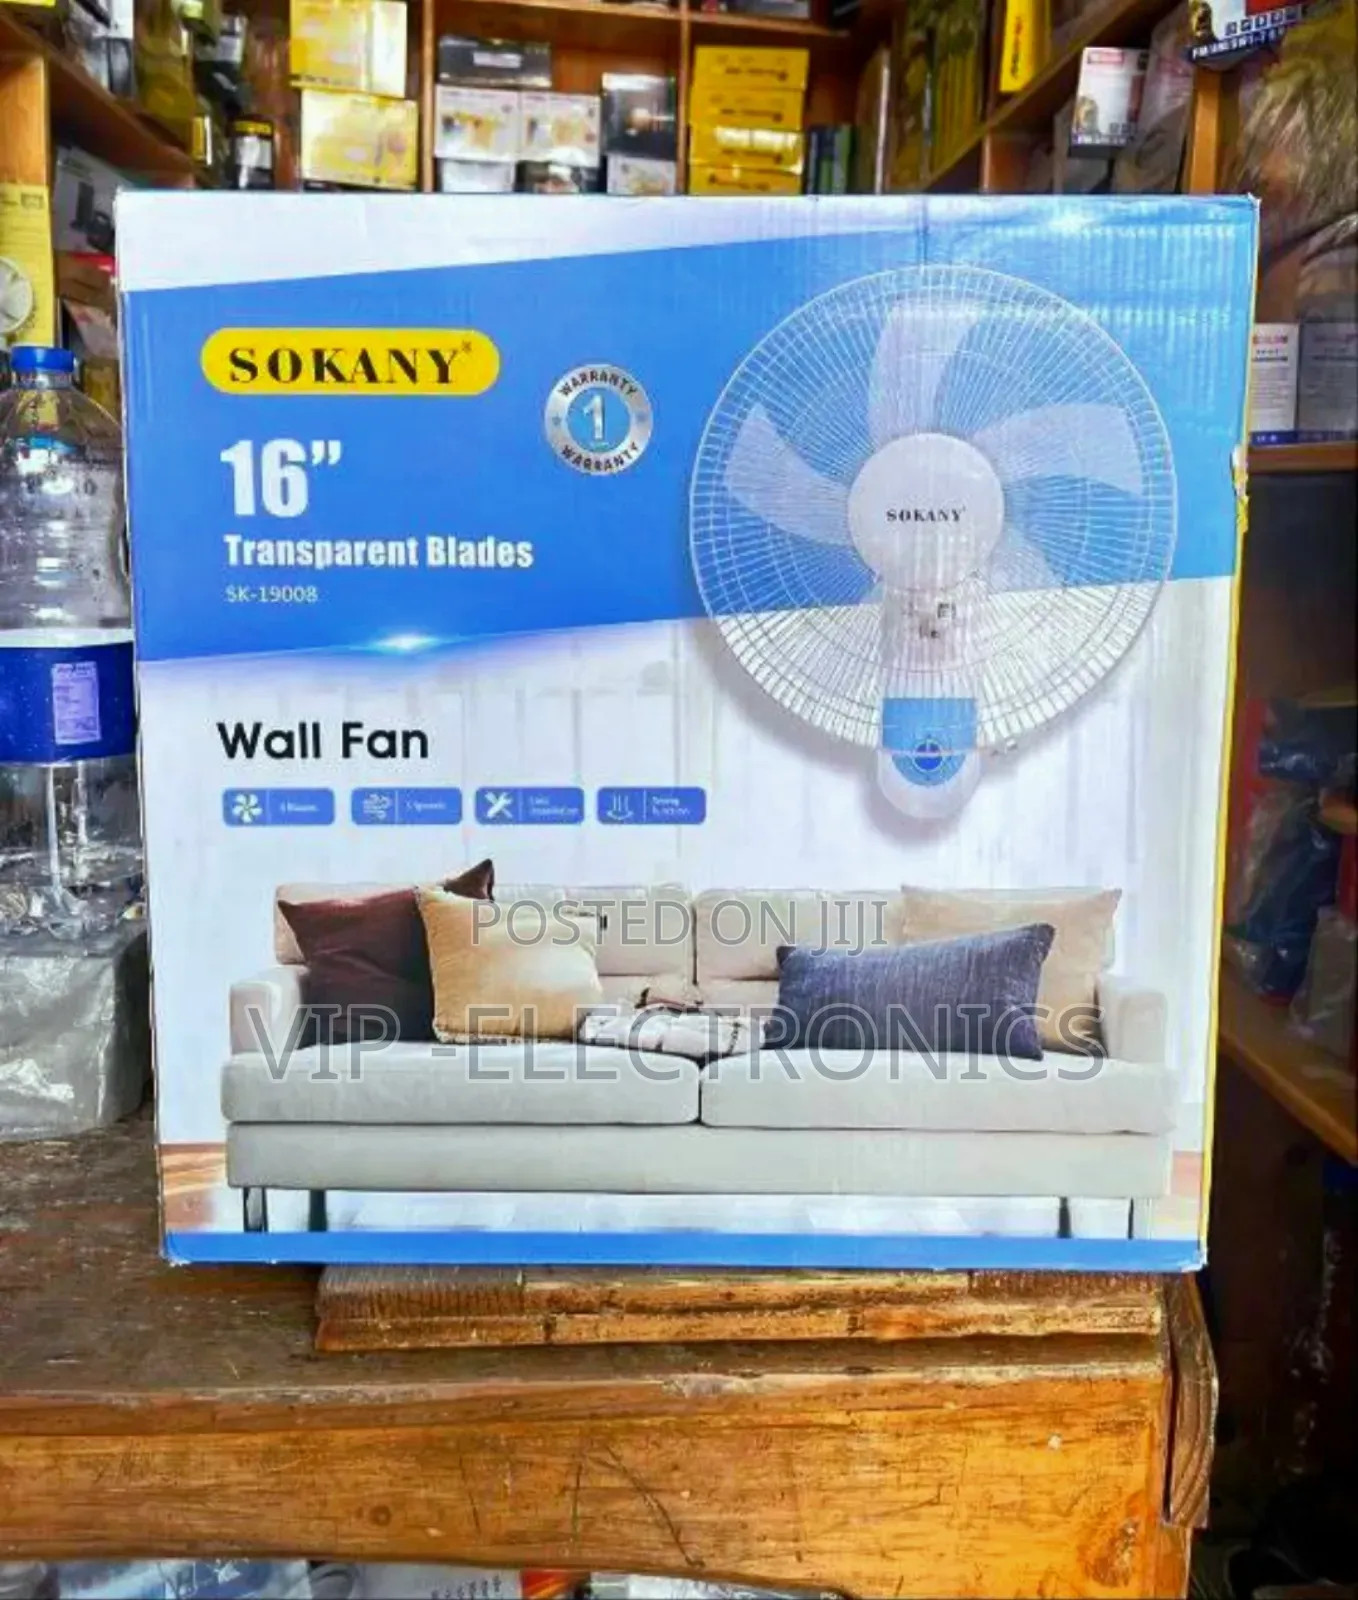 SOKANY®
WARRANTY
1
WARRANTY
16”
Transparent Blades
SK-19008
SOKANY
Wall Fan
POSTED ON JIJI
VIP -ELECTRONICS